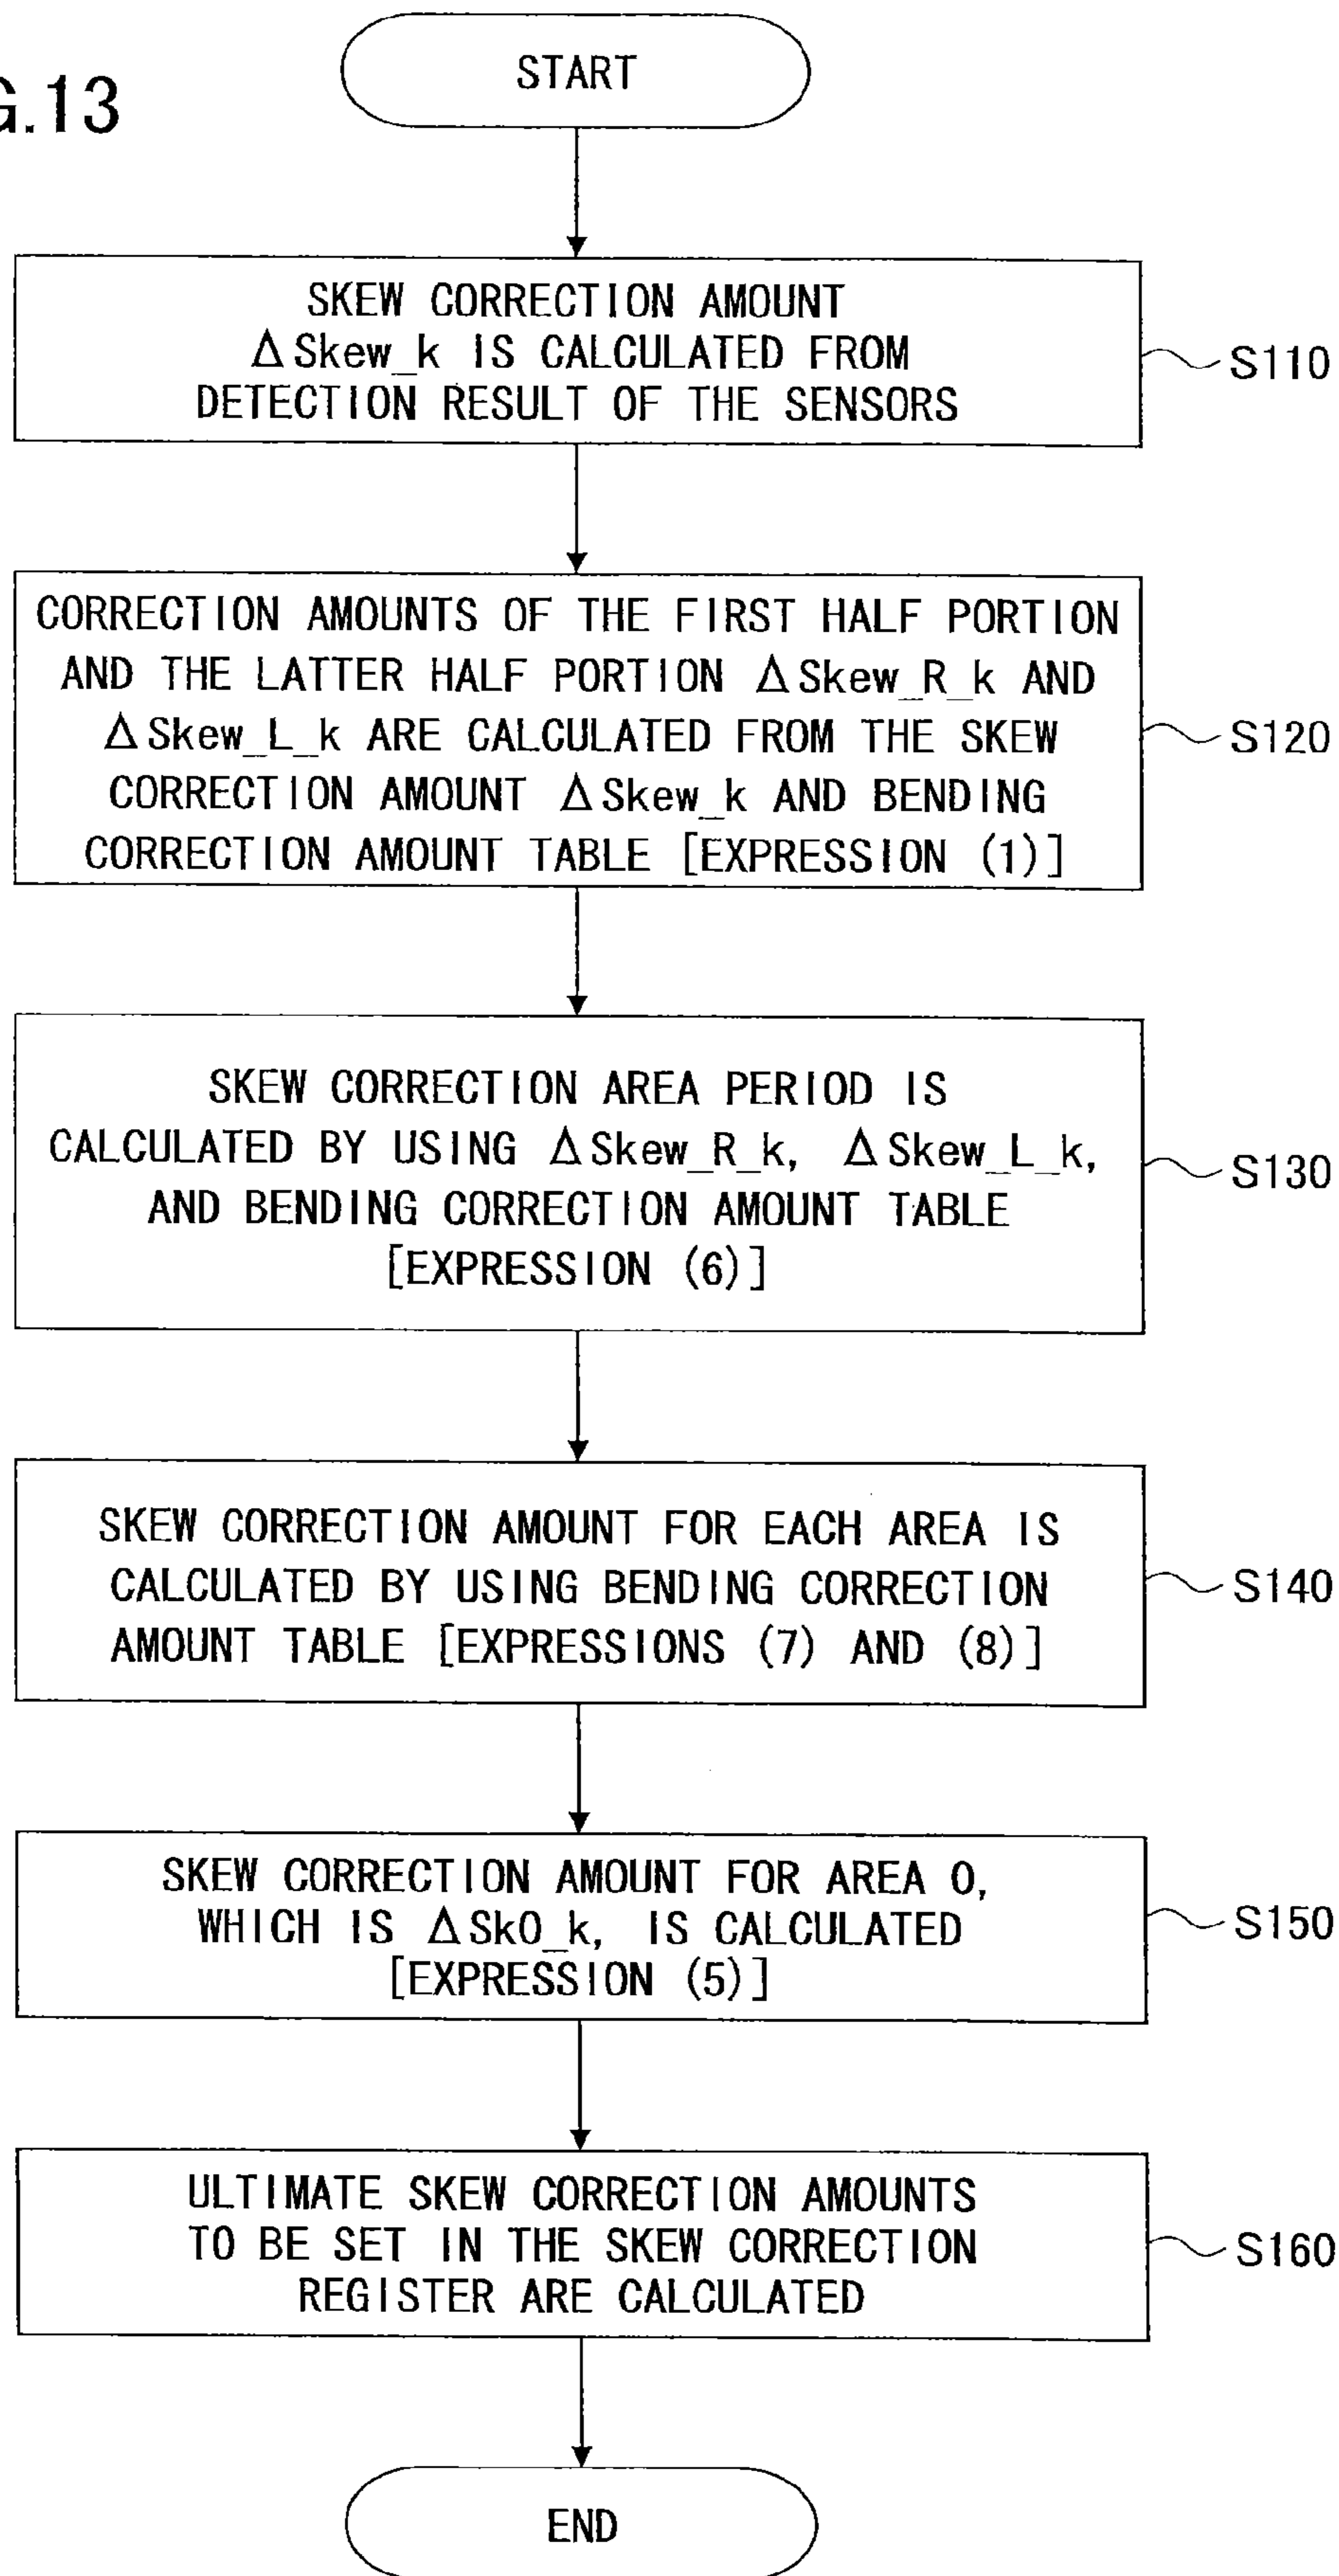 G.13
START
SKEW CORRECTION AMOUNT
ΔSkew_k IS CALCULATED FROM
DETECTION RESULT OF THE SENSORS
S110
CORRECTION AMOUNTS OF THE FIRST HALF PORTION
AND THE LATTER HALF PORTION ΔSkew_R_k AND
ΔSkew_L_k ARE CALCULATED FROM THE SKEW
CORRECTION AMOUNT ΔSkew_k AND BENDING
CORRECTION AMOUNT TABLE [EXPRESSION (1)]
S120
SKEW CORRECTION AREA PERIOD IS
CALCULATED BY USING ΔSkew_R_k, ΔSkew_L_k,
AND BENDING CORRECTION AMOUNT TABLE
[EXPRESSION (6)]
S130
SKEW CORRECTION AMOUNT FOR EACH AREA IS
CALCULATED BY USING BENDING CORRECTION
AMOUNT TABLE [EXPRESSIONS (7) AND (8)]
S140
SKEW CORRECTION AMOUNT FOR AREA 0,
WHICH IS ΔSk0_k, IS CALCULATED
[EXPRESSION (5)]
S150
ULTIMATE SKEW CORRECTION AMOUNTS
TO BE SET IN THE SKEW CORRECTION
REGISTER ARE CALCULATED
S160
END